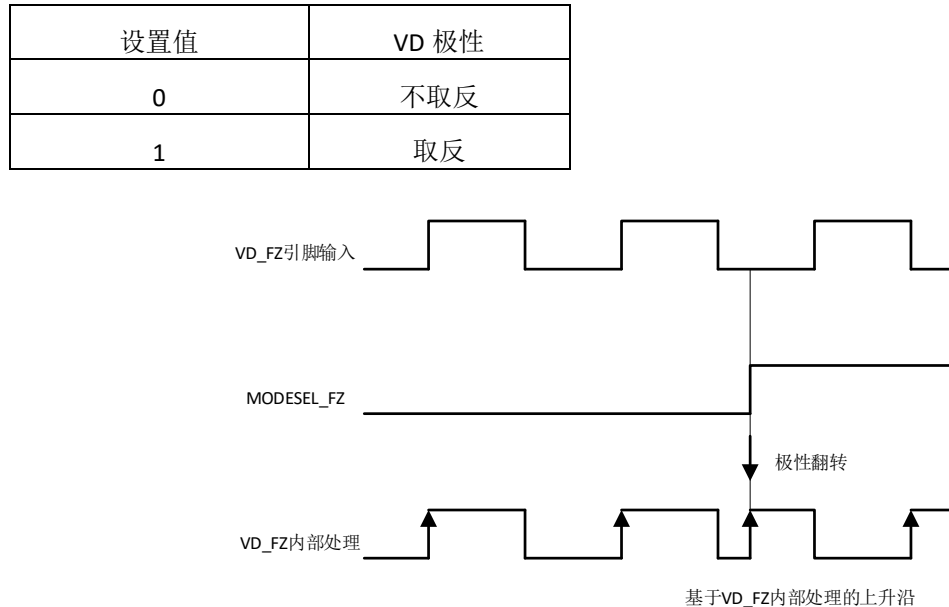 设置值 VD 极性
0 不取反
1 取反
VD_FZ引脚输入
MODESEL_FZ
极性翻转
VD_FZ内部处理
基于VD_FZ内部处理的上升沿